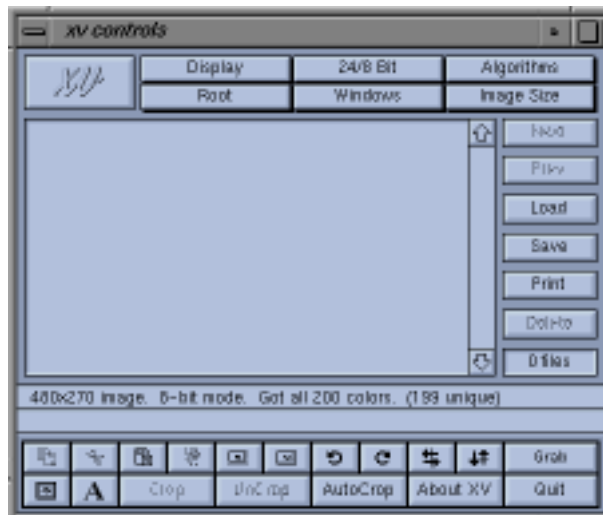 xv controls
XV
Display 24/8 Bit Algorithms
Root Windows Image Size
Next
Prev
Load
Save
Print
Delete
0 files
480x270 image. 8-bit mode. Got all 200 colors. (199 unique)
Grab
A Crop UnCrop AutoCrop About XV Quit